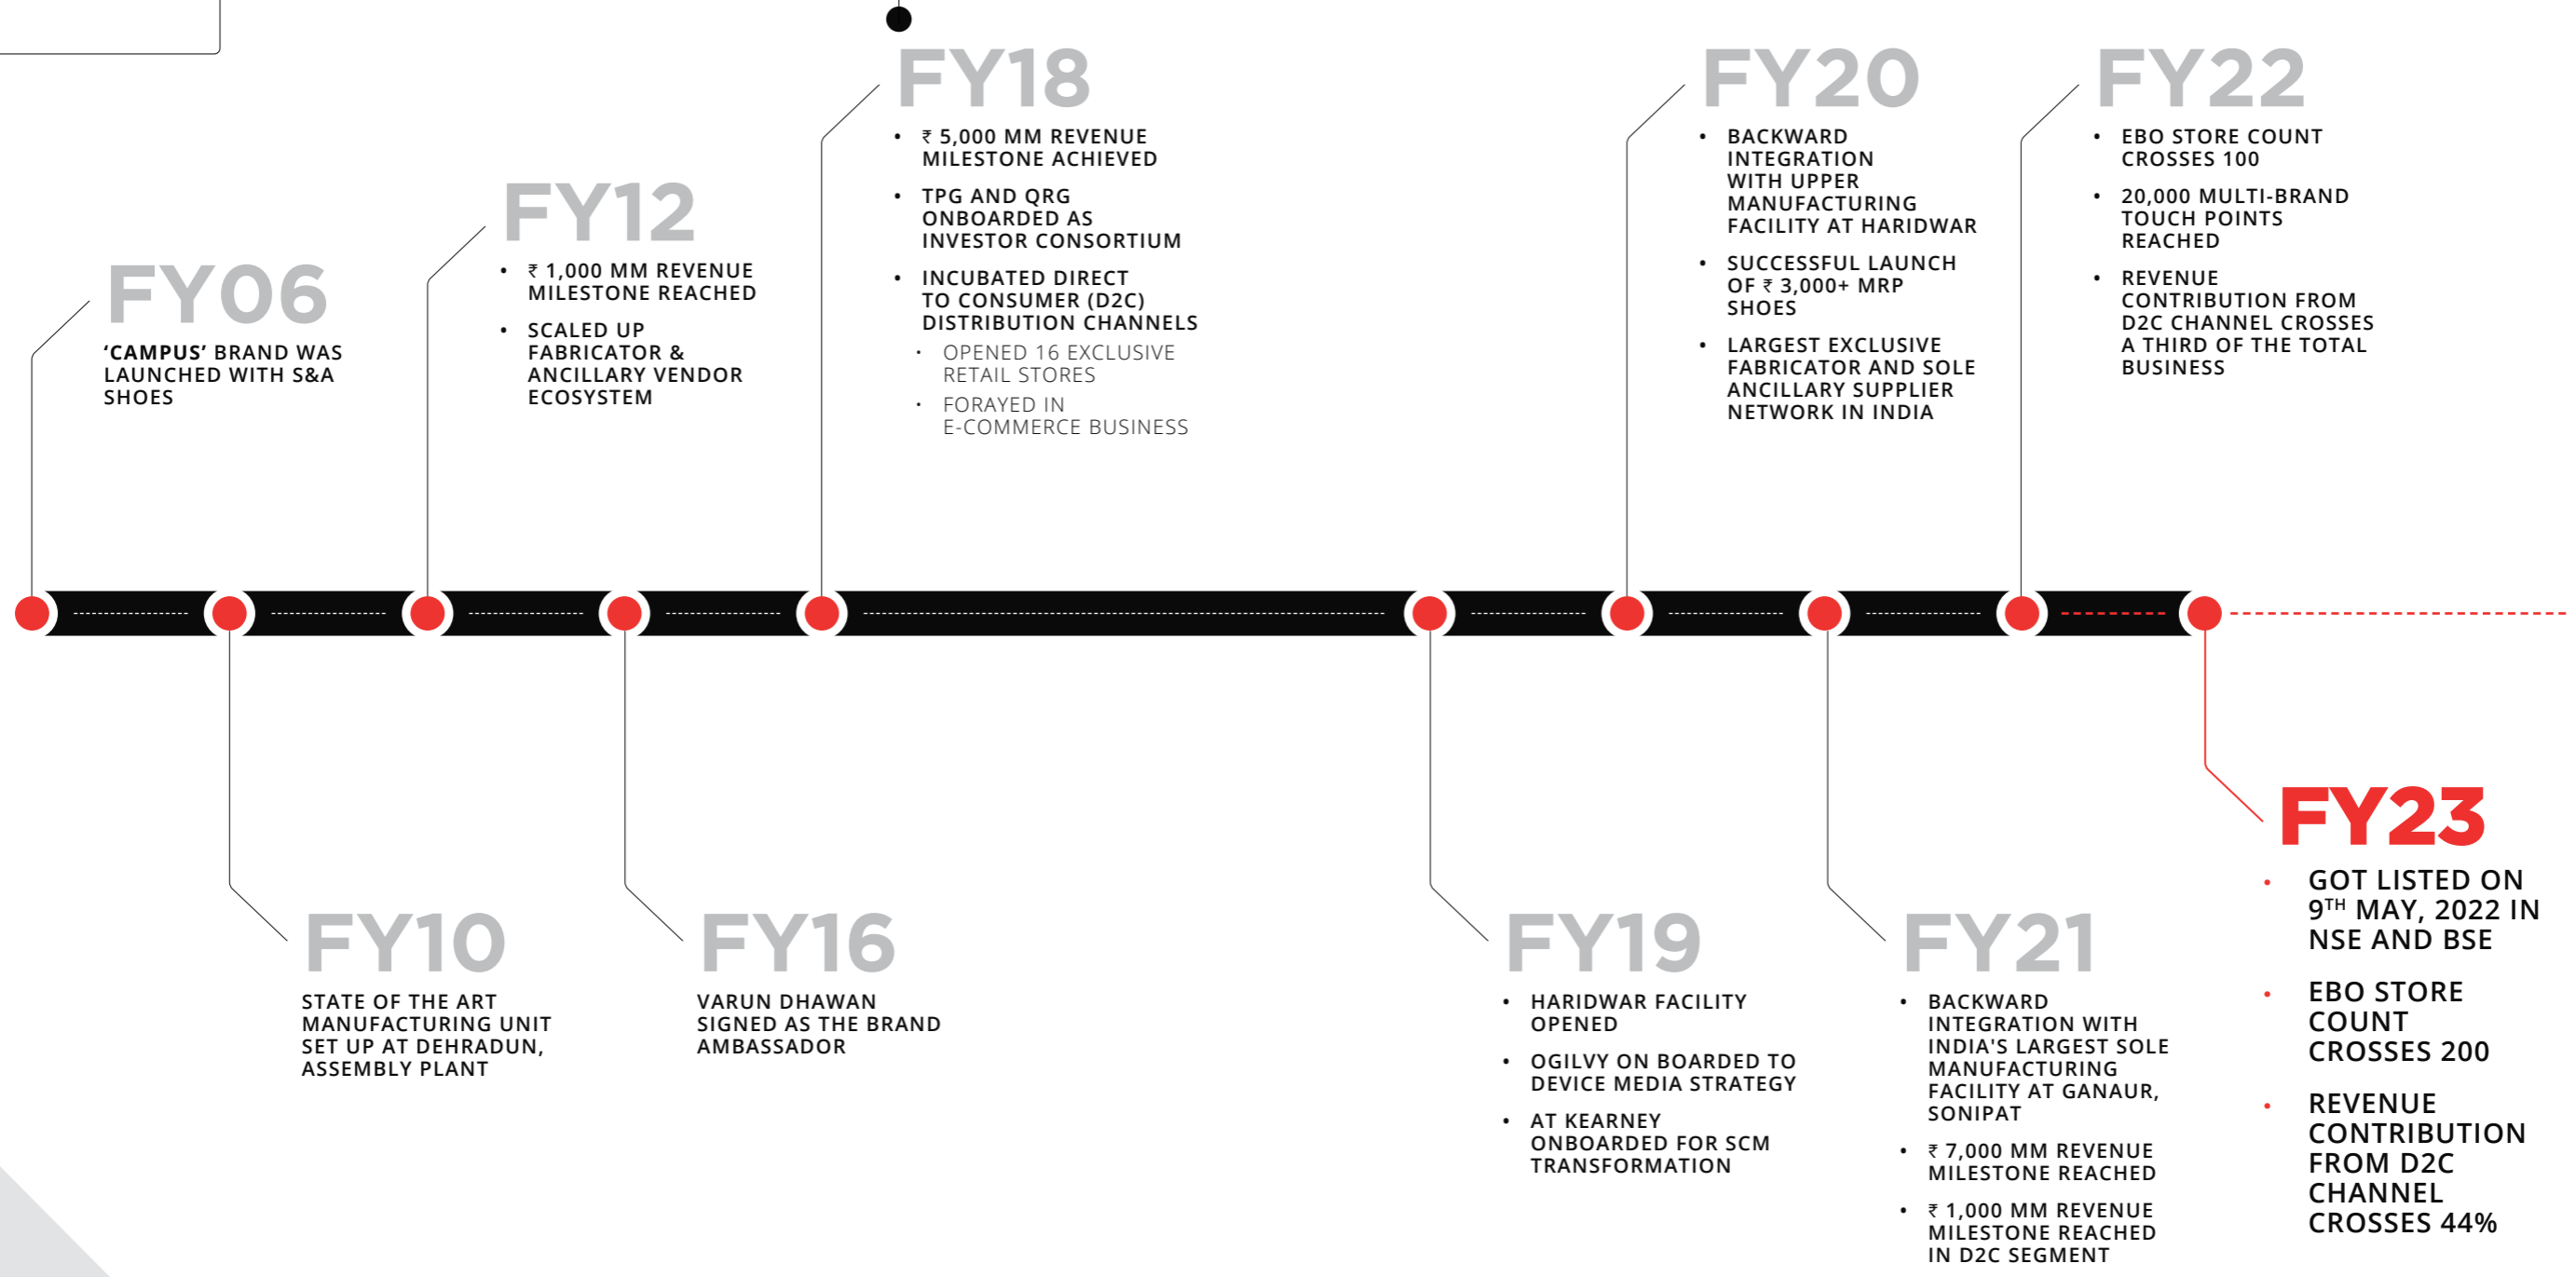 FY06
‘CAMPUS’ BRAND WAS
LAUNCHED WITH S&A
SHOES
FY10
STATE OF THE ART
MANUFACTURING UNIT
SET UP AT DEHRADUN,
ASSEMBLY PLANT
FY12
• ₹ 1,000 MM REVENUE
MILESTONE REACHED
• SCALED UP
FABRICATOR &
ANCILLARY VENDOR
ECOSYSTEM
FY16
VARUN DHAWAN
SIGNED AS THE BRAND
AMBASSADOR
FY18
• ₹ 5,000 MM REVENUE
MILESTONE ACHIEVED
• TPG AND QRG
ONBOARDED AS
INVESTOR CONSORTIUM
• INCUBATED DIRECT
TO CONSUMER (D2C)
DISTRIBUTION CHANNELS
• OPENED 16 EXCLUSIVE
RETAIL STORES
• FORAYED IN
E-COMMERCE BUSINESS
FY19
• HARIDWAR FACILITY
OPENED
• OGILVY ON BOARDED TO
DEVICE MEDIA STRATEGY
• AT KEARNEY
ONBOARDED FOR SCM
TRANSFORMATION
FY20
• BACKWARD
INTEGRATION
WITH UPPER
MANUFACTURING
FACILITY AT HARIDWAR
• SUCCESSFUL LAUNCH
OF ₹ 3,000+ MRP
SHOES
• LARGEST EXCLUSIVE
FABRICATOR AND SOLE
ANCILLARY SUPPLIER
NETWORK IN INDIA
FY21
• BACKWARD
INTEGRATION WITH
INDIA'S LARGEST SOLE
MANUFACTURING
FACILITY AT GANAUR,
SONIPAT
• ₹ 7,000 MM REVENUE
MILESTONE REACHED
• ₹ 1,000 MM REVENUE
MILESTONE REACHED
IN D2C SEGMENT
FY22
• EBO STORE COUNT
CROSSES 100
• 20,000 MULTI-BRAND
TOUCH POINTS
REACHED
• REVENUE
CONTRIBUTION FROM
D2C CHANNEL CROSSES
A THIRD OF THE TOTAL
BUSINESS
FY23
• GOT LISTED ON
9TH MAY, 2022 IN
NSE AND BSE
• EBO STORE
COUNT
CROSSES 200
• REVENUE
CONTRIBUTION
FROM D2C
CHANNEL
CROSSES 44%